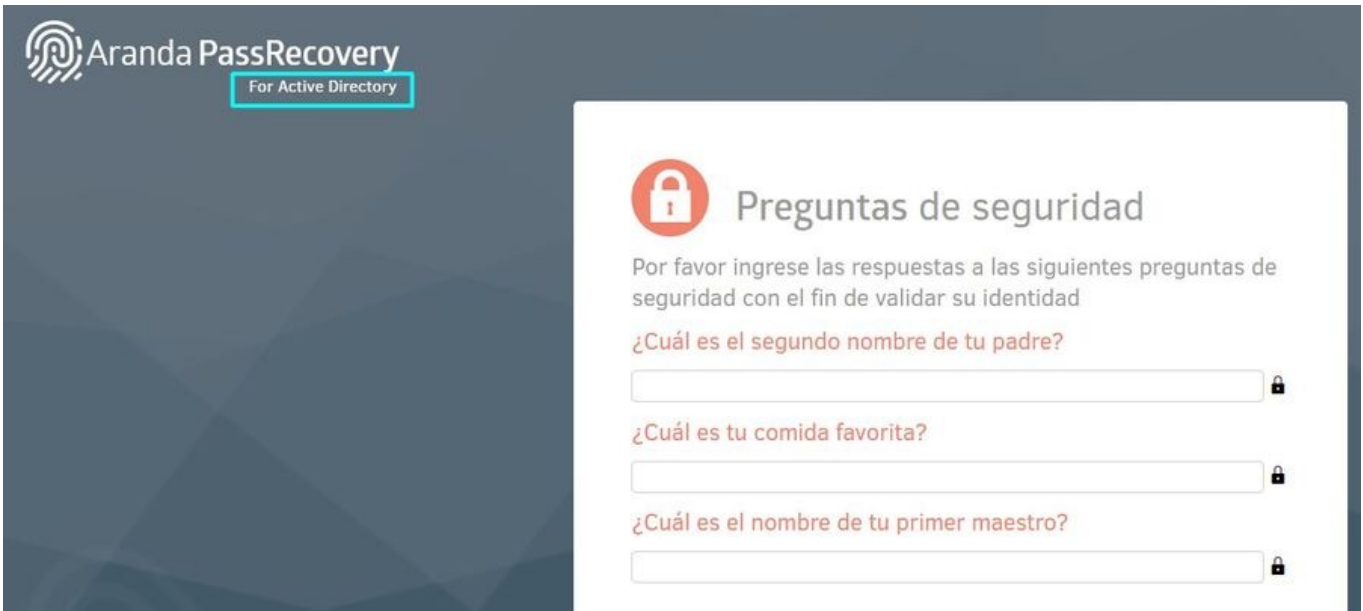 Aranda PassRecovery
For Active Directory
Preguntas de seguridad
Por favor ingrese las respuestas a las siguientes preguntas de
seguridad con el fin de validar su identidad
¿Cuál es el segundo nombre de tu padre?
¿Cuál es tu comida favorita?
¿Cuál es el nombre de tu primer maestro?